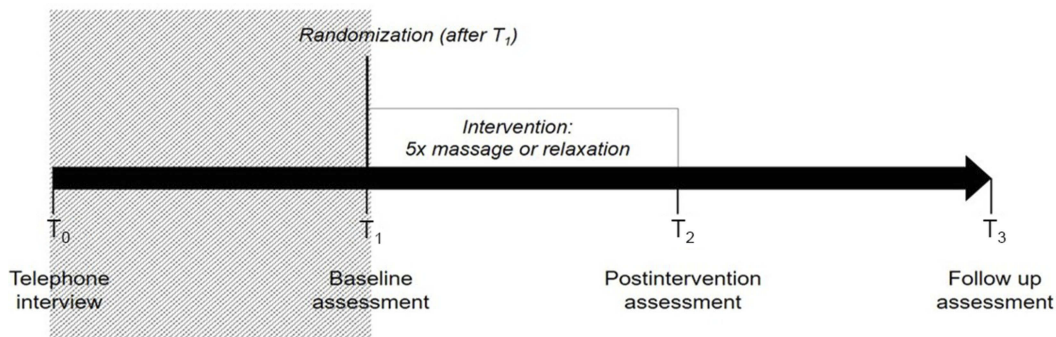 Randomization (after T₁)
Intervention:
5x massage or relaxation
T₀
T₁
T₂
T₃
Telephone
interview
Baseline
assessment
Postintervention
assessment
Follow up
assessment